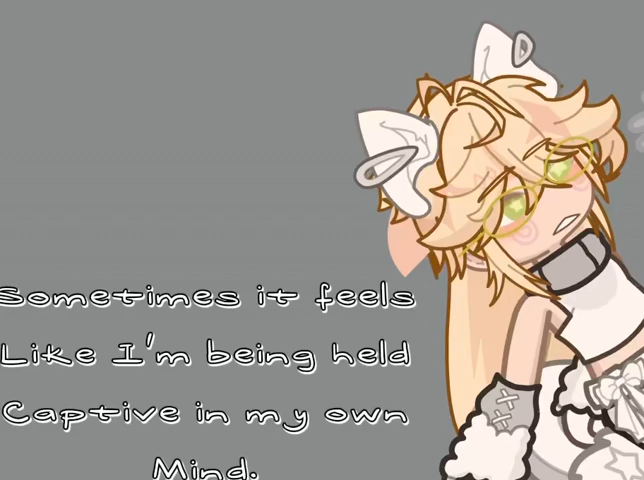 Sometimes it feels
Like I'm being held
Captive in my own
Mind.